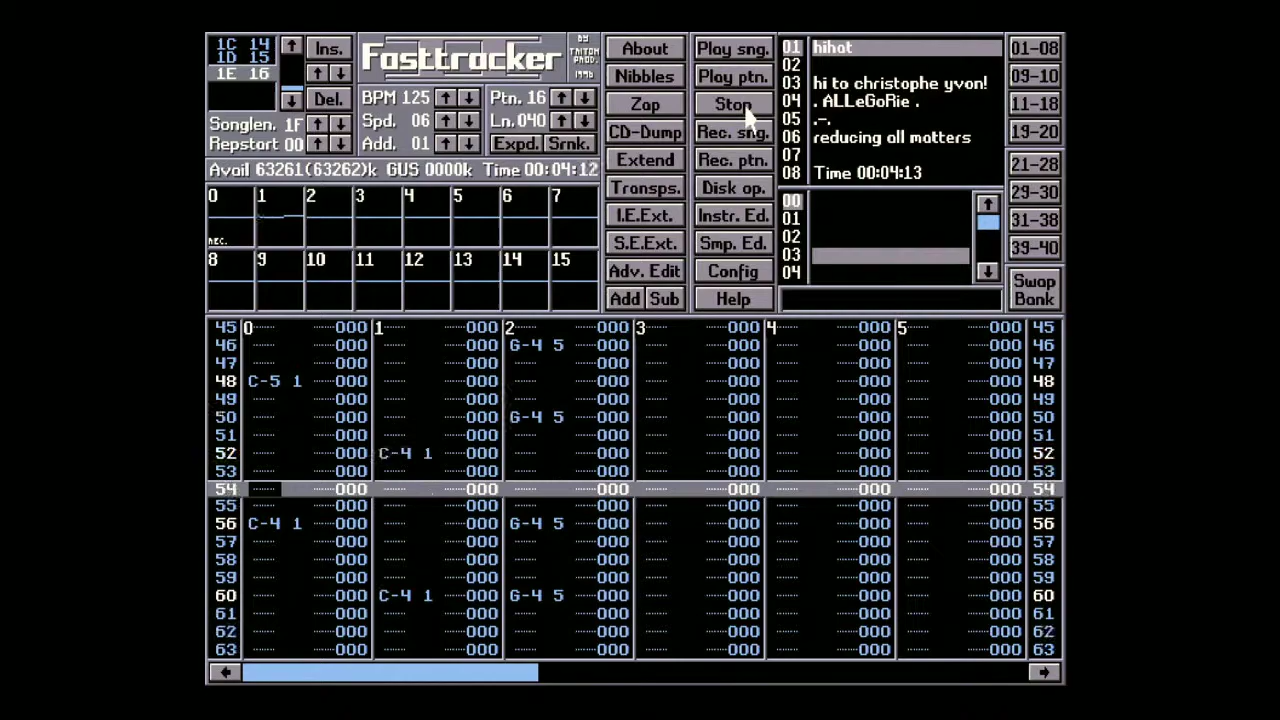 1C 14
1D 15
1E 16
Ins.
Del.
Songlen. 1F
Repstart 00
Fasttracker
BY TRITON PROD. 1996
BPM 125
Spd. 06
Add. 01
Ptn. 16
Ln. 040
Expd. Srnk.
Avail 63261(63262)k GUS 0000k Time 00:04:12
0 1 2 3 4 5 6 7
REC.
8 9 10 11 12 13 14 15
About
Nibbles
Zap
CD-Dump
Extend
Transps.
I.E.Ext.
S.E.Ext.
Adv. Edit
Add Sub
Play sng.
Play ptn.
Stop
Rec. sng.
Rec. ptn.
Disk op.
Instr. Ed.
Smp. Ed.
Config
Help
01 hihat
02
03 hi to christophe yvon!
04 . ALLeGoRie .
05 .-.
06 reducing all matters
07
08 Time 00:04:13
00
01
02
03
04
01-08
09-10
11-18
19-20
21-28
29-30
31-38
39-40
Swap
Bank
45 0 000 1 000 2 000 3 000 4 000 5 000 45
46 000 000 G-4 5 000 000 000 000 46
47 000 000 000 000 000 000 47
48 C-5 1 000 000 000 000 000 000 48
49 000 000 000 000 000 000 49
50 000 000 G-4 5 000 000 000 000 50
51 000 000 000 000 000 000 51
52 000 C-4 1 000 000 000 000 000 52
53 000 000 000 000 000 000 53
54 000 000 000 000 000 000 54
55 000 000 000 000 000 000 55
56 C-4 1 000 000 G-4 5 000 000 000 000 56
57 000 000 000 000 000 000 57
58 000 000 000 000 000 000 58
59 000 000 000 000 000 000 59
60 000 C-4 1 000 G-4 5 000 000 000 000 60
61 000 000 000 000 000 000 61
62 000 000 000 000 000 000 62
63 000 000 000 000 000 000 63